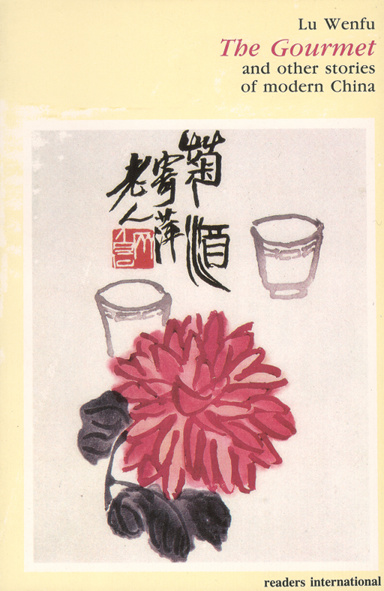 Lu Wenfu
The Gourmet
and other stories
of modern China
菊酒
寄萍
老人
readers international